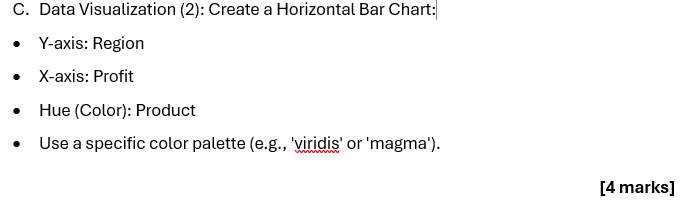 C. Data Visualization (2): Create a Horizontal Bar Chart:
• Y-axis: Region
• X-axis: Profit
• Hue (Color): Product
• Use a specific color palette (e.g., 'viridis' or 'magma').
[4 marks]